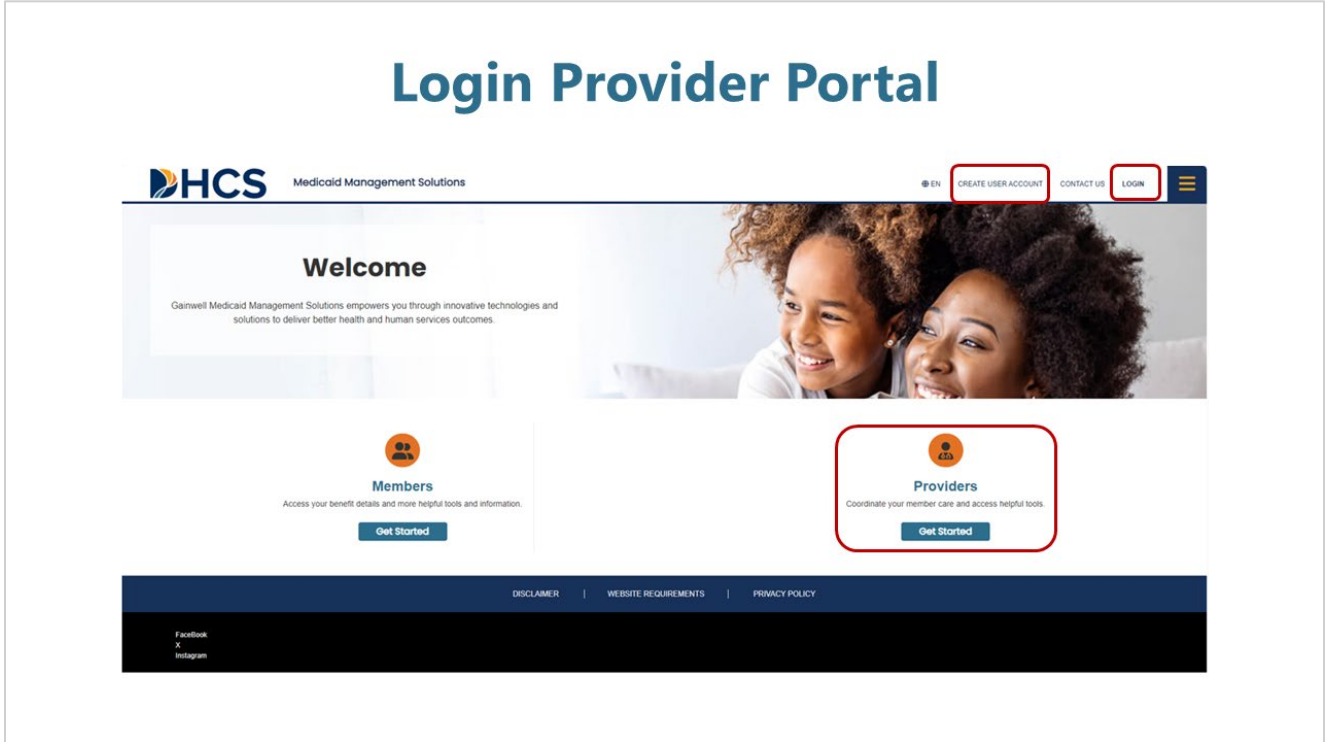 Login Provider Portal
DHCS Medicaid Management Solutions EN CREATE USER ACCOUNT CONTACT US LOGIN
Welcome
Gainwell Medicaid Management Solutions empowers you through innovative technologies and
solutions to deliver better health and human services outcomes.
Members
Access your benefit details and more helpful tools and information.
Get Started
Providers
Coordinate your member care and access helpful tools.
Get Started
DISCLAIMER | WEBSITE REQUIREMENTS | PRIVACY POLICY
FaceBook
X
Instagram